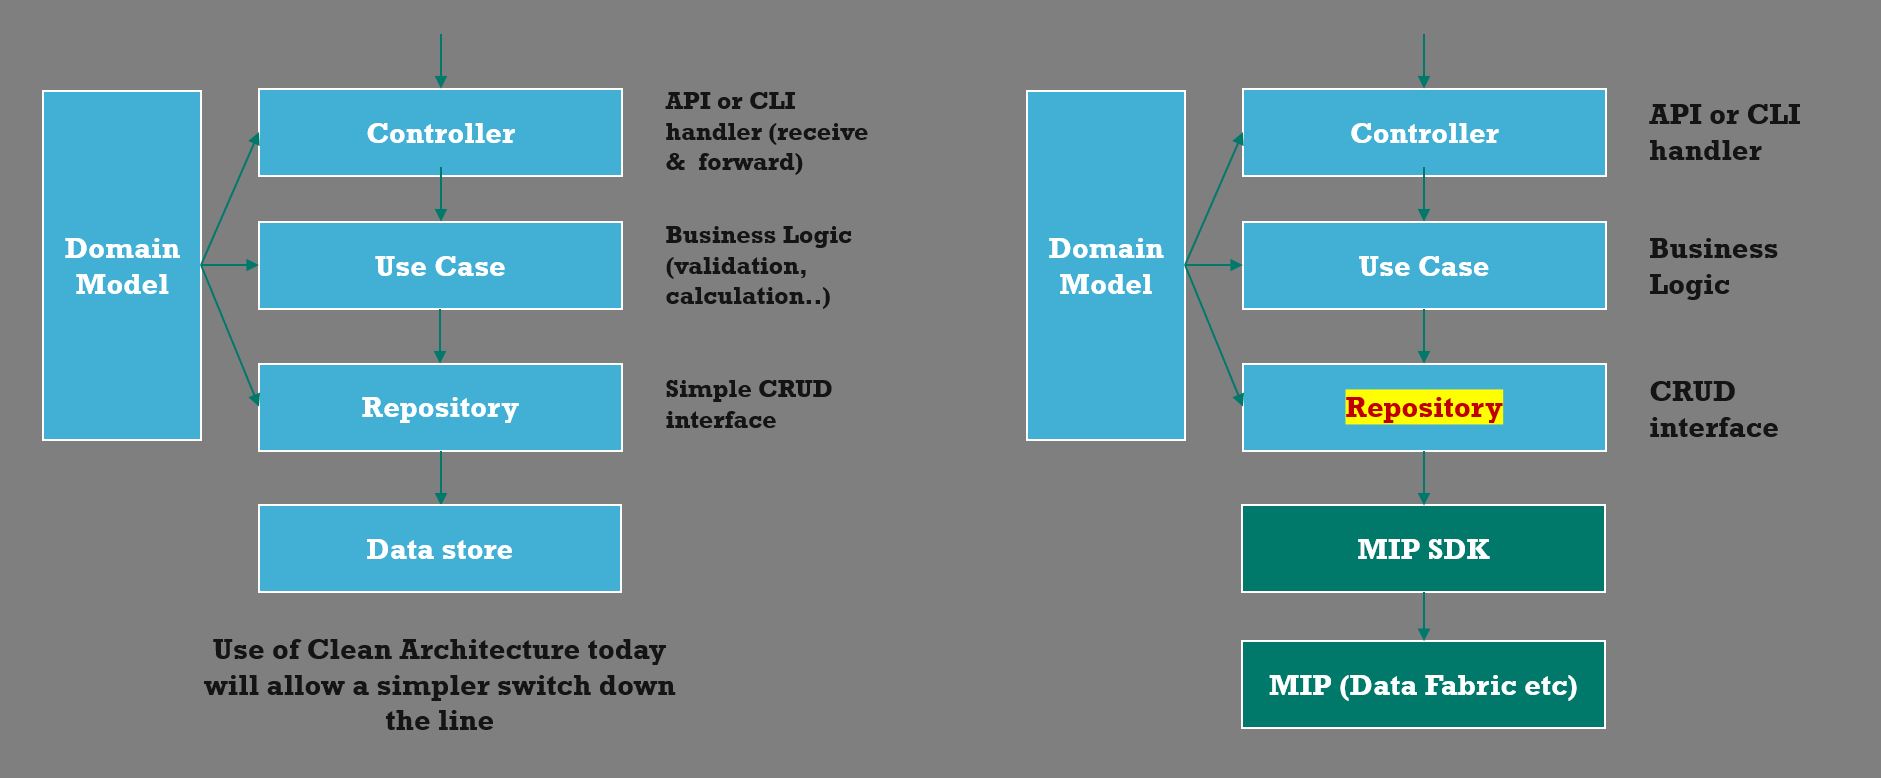 Domain
Model
Controller
API or CLI
handler (receive
&  forward)
Use Case
Business Logic
(validation,
calculation..)
Repository
Simple CRUD
interface
Data store
Use of Clean Architecture today
will allow a simpler switch down
the line
Domain
Model
Controller
API or CLI
handler
Use Case
Business
Logic
Repository
CRUD
interface
MIP SDK
MIP (Data Fabric etc)